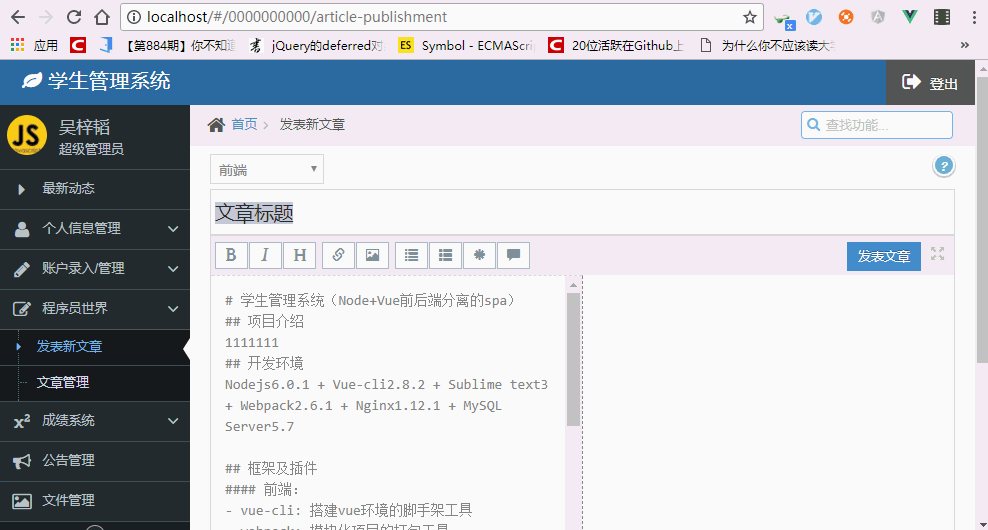 localhost/#/0000000000/article-publishment
应用
C
【第884期】你不知道
jQuery的deferred对
ES
Symbol - ECMAScri
C
20位活跃在Github上
为什么你不应该读大学
»
学生管理系统
登出
JS
吴梓韬
超级管理员
首页
发表新文章
查找功能...
最新动态
个人信息管理
账户录入/管理
程序员世界
发表新文章
文章管理
x² 成绩系统
公告管理
文件管理
前端
?
文章标题
B I H
发表文章
# 学生管理系统（Node+Vue前后端分离的spa）
## 项目介绍
1111111
## 开发环境
Nodejs6.0.1 + Vue-cli2.8.2 + Sublime text3
+ Webpack2.6.1 + Nginx1.12.1 + MySQL
Server5.7
## 框架及插件
#### 前端：
- vue-cli: 搭建vue环境的脚手架工具